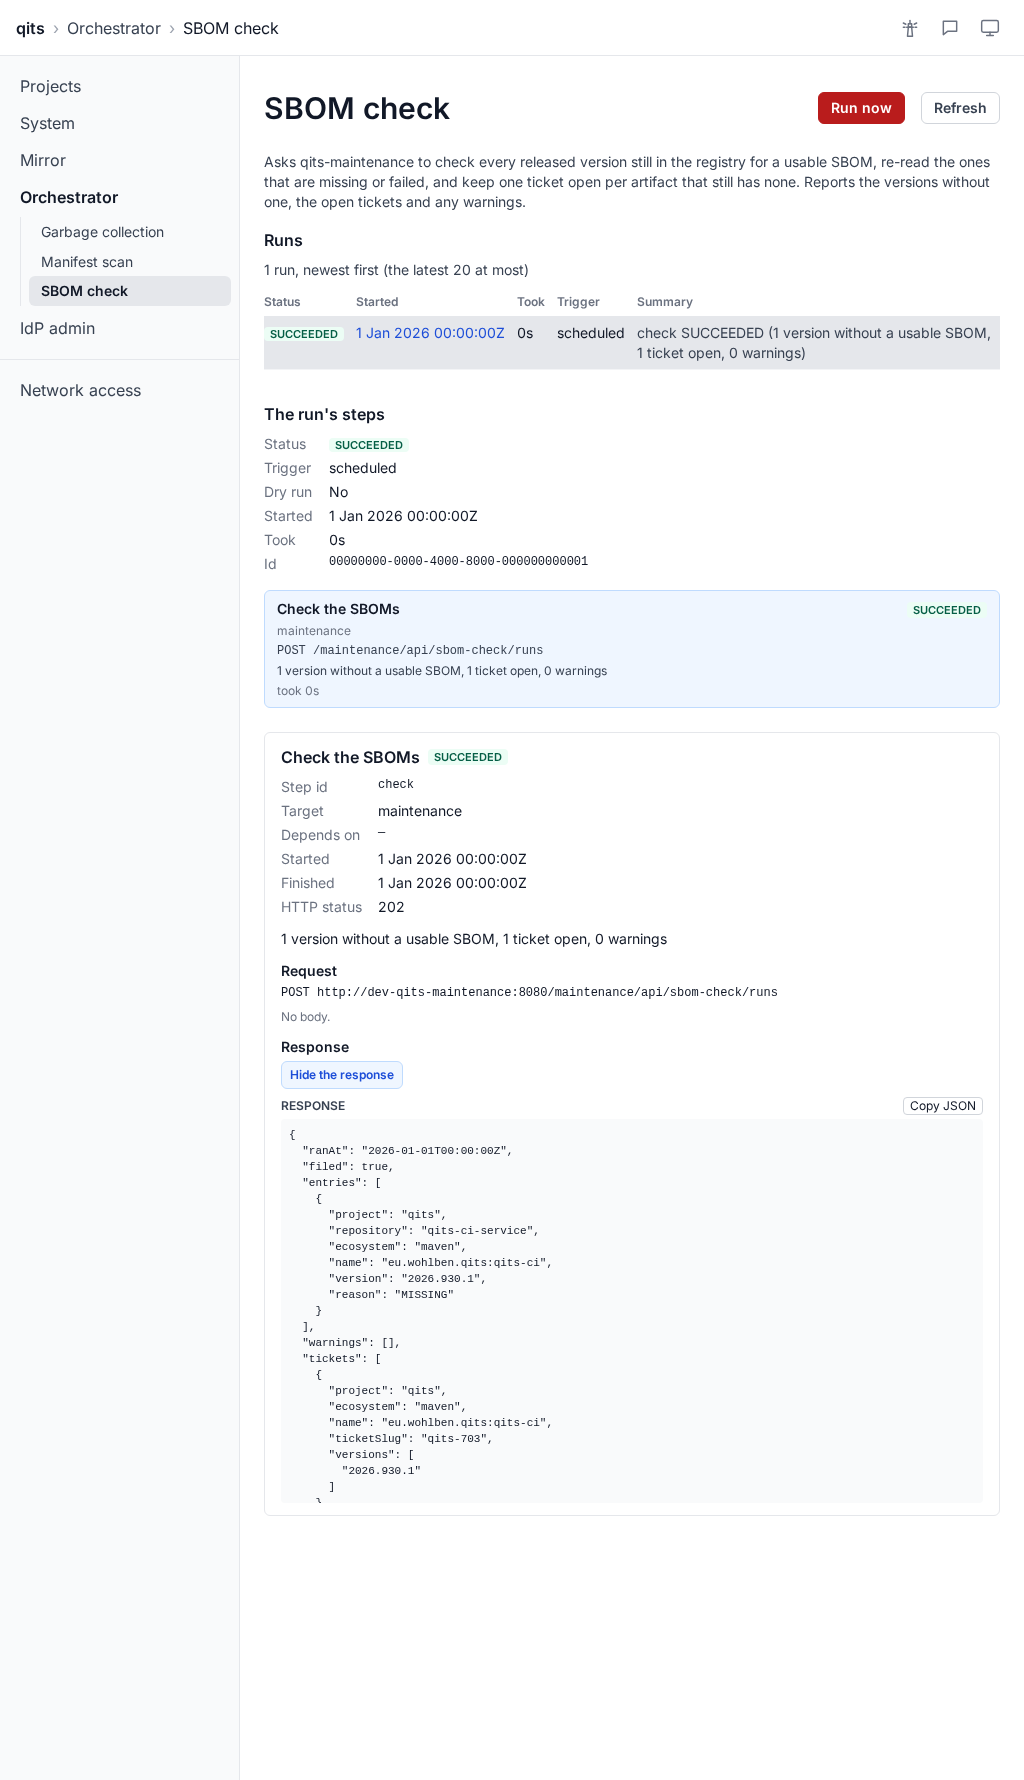 qits › Orchestrator › SBOM check
Projects
System
Mirror
Orchestrator
Garbage collection
Manifest scan
SBOM check
IdP admin
Network access
SBOM check
Run now
Refresh
Asks qits-maintenance to check every released version still in the registry for a usable SBOM, re-read the ones
that are missing or failed, and keep one ticket open per artifact that still has none. Reports the versions without
one, the open tickets and any warnings.
Runs
1 run, newest first (the latest 20 at most)
Status Started Took Trigger Summary
SUCCEEDED 1 Jan 2026 00:00:00Z 0s scheduled check SUCCEEDED (1 version without a usable SBOM,
1 ticket open, 0 warnings)
The run's steps
Status SUCCEEDED
Trigger scheduled
Dry run No
Started 1 Jan 2026 00:00:00Z
Took 0s
Id 00000000-0000-4000-8000-000000000001
Check the SBOMs SUCCEEDED
maintenance
POST /maintenance/api/sbom-check/runs
1 version without a usable SBOM, 1 ticket open, 0 warnings
took 0s
Check the SBOMs SUCCEEDED
Step id check
Target maintenance
Depends on –
Started 1 Jan 2026 00:00:00Z
Finished 1 Jan 2026 00:00:00Z
HTTP status 202
1 version without a usable SBOM, 1 ticket open, 0 warnings
Request
POST http://dev-qits-maintenance:8080/maintenance/api/sbom-check/runs
No body.
Response
Hide the response
RESPONSE Copy JSON
{
  "ranAt": "2026-01-01T00:00:00Z",
  "filed": true,
  "entries": [
    {
      "project": "qits",
      "repository": "qits-ci-service",
      "ecosystem": "maven",
      "name": "eu.wohlben.qits:qits-ci",
      "version": "2026.930.1",
      "reason": "MISSING"
    }
  ],
  "warnings": [],
  "tickets": [
    {
      "project": "qits",
      "ecosystem": "maven",
      "name": "eu.wohlben.qits:qits-ci",
      "ticketSlug": "qits-703",
      "versions": [
        "2026.930.1"
      ]
    }